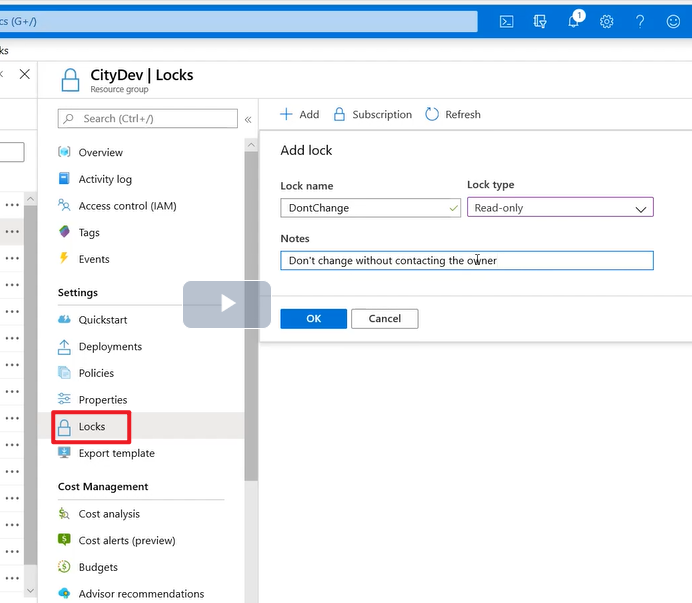 cs (G+/)
1
ks
CityDev | Locks
Resource group
Search (Ctrl+/)
Add
Subscription
Refresh
Overview
Activity log
Access control (IAM)
Tags
Events
Settings
Quickstart
Deployments
Policies
Properties
Locks
Export template
Cost Management
Cost analysis
Cost alerts (preview)
Budgets
Advisor recommendations
Add lock
Lock name
Lock type
DontChange
Read-only
Notes
Don't change without contacting the owner
OK
Cancel